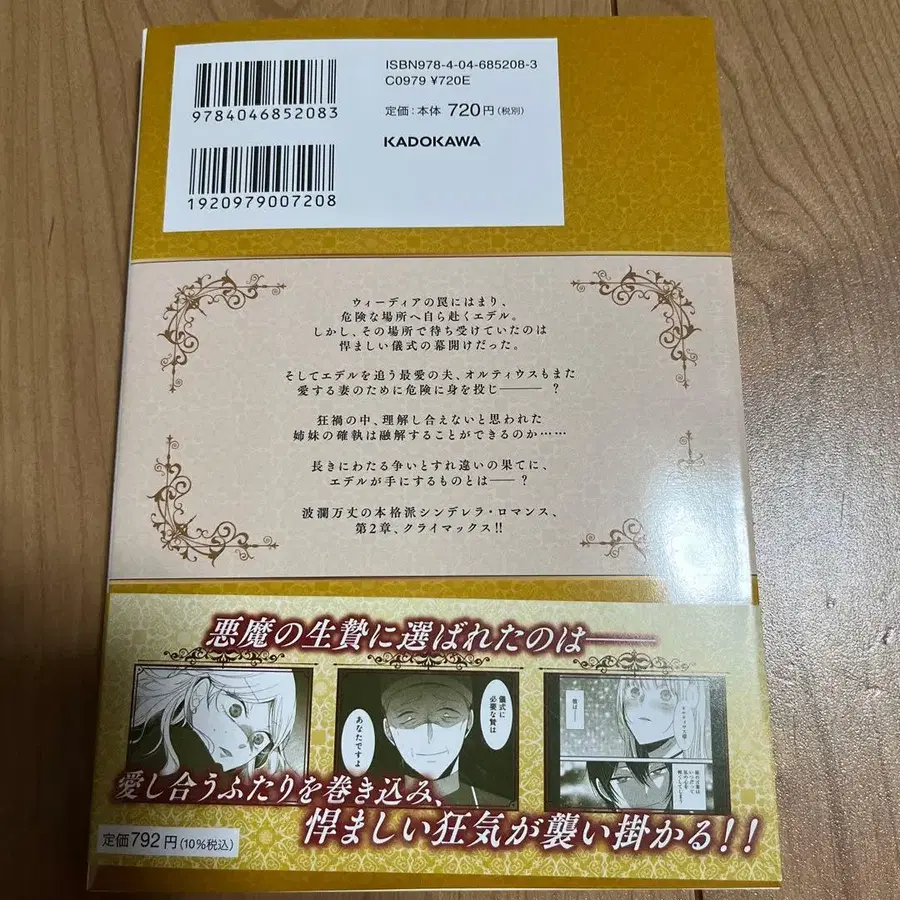 ISBN978-4-04-685208-3
C0979 ¥720E
定価：本体 720円（税別）
KADOKAWA
9784046852083
1920979007208
ウィーディアの罠にはまり、
危険な場所へ自ら赴くエデル。
しかし、その場所で待ち受けていたのは
悍ましい儀式の幕開けだった。
そしてエデルを追う最愛の夫、オルティウスもまた
愛する妻のために危険に身を投じ――？
狂禍の中、理解し合えないと思われた
姉妹の確執は融解することができるのか……
長きにわたる争いとすれ違いの果てに、
エデルが手にするものとは――？
波瀾万丈の本格派シンデレラ・ロマンス、
第2章、クライマックス!!
悪魔の生贄に選ばれたのは――
儀式に
必要な贄は
あなたですよ
愛し合うふたりを巻き込み、
悍ましい狂気が襲い掛かる!!
定価792円（10%税込）